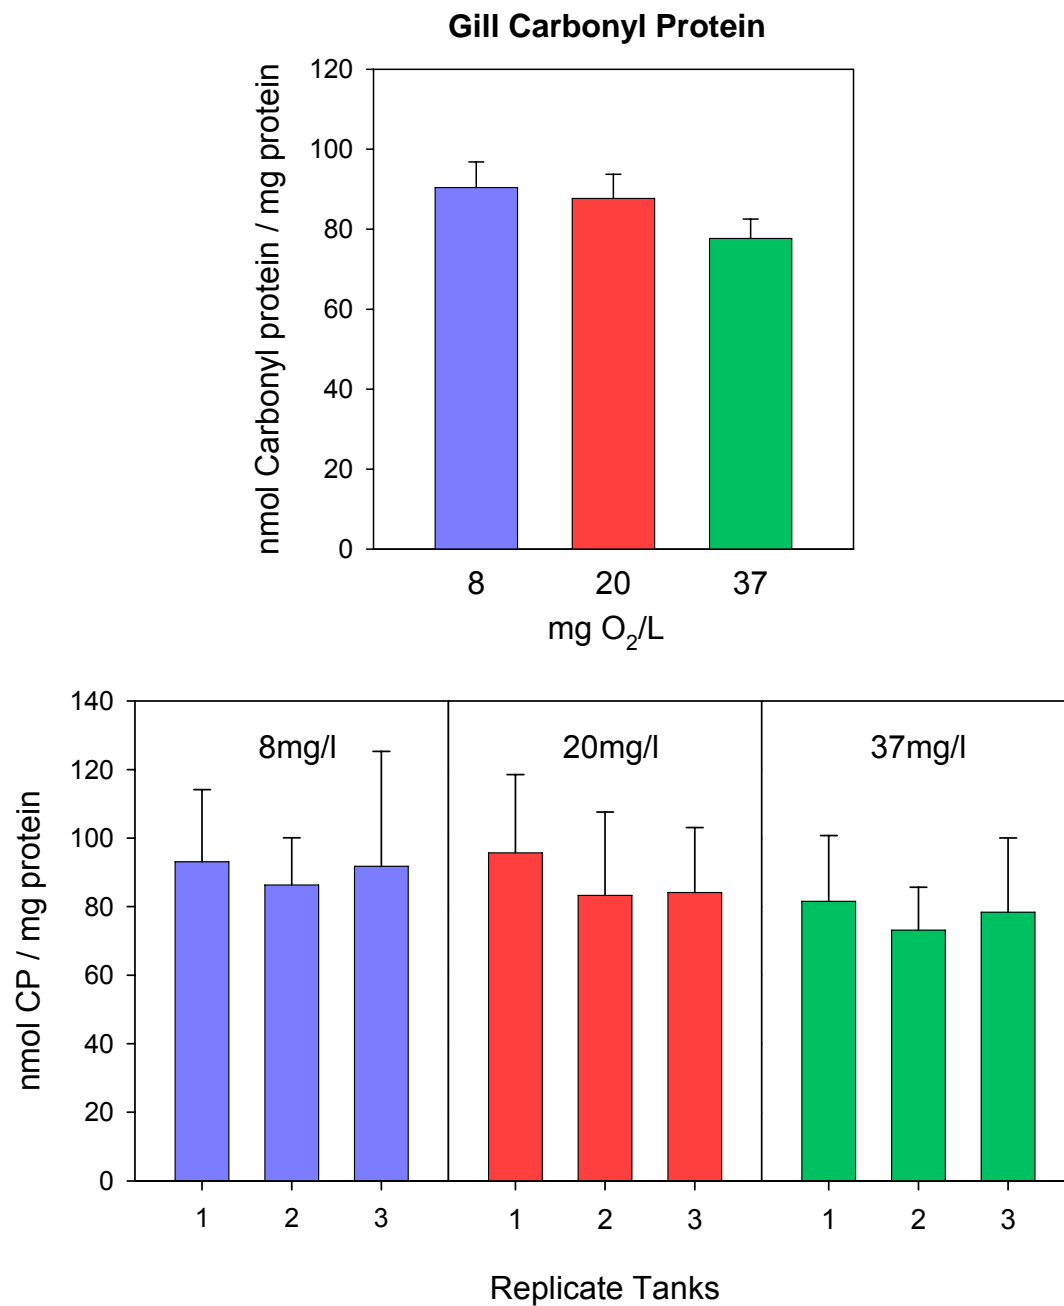 Gill Carbonyl Protein
nmol Carbonyl protein / mg protein
120
100
80
60
40
20
0
8 20 37
mg O₂/L
nmol CP / mg protein
140
120
100
80
60
40
20
0
8mg/l 20mg/l 37mg/l
1 2 3 1 2 3 1 2 3
Replicate Tanks